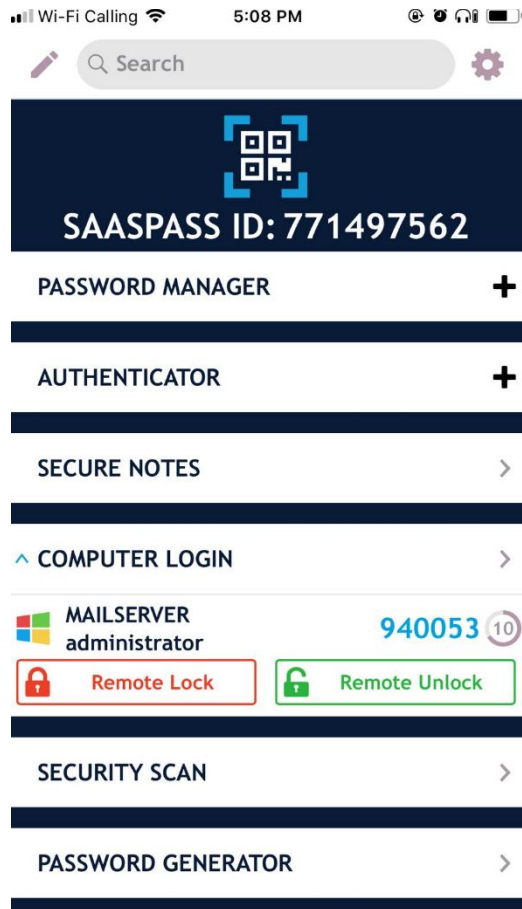 Wi-Fi Calling 5:08 PM
Search
SAASPASS ID: 771497562
PASSWORD MANAGER +
AUTHENTICATOR +
SECURE NOTES
COMPUTER LOGIN
MAILSERVER
administrator 940053 10
Remote Lock Remote Unlock
SECURITY SCAN
PASSWORD GENERATOR